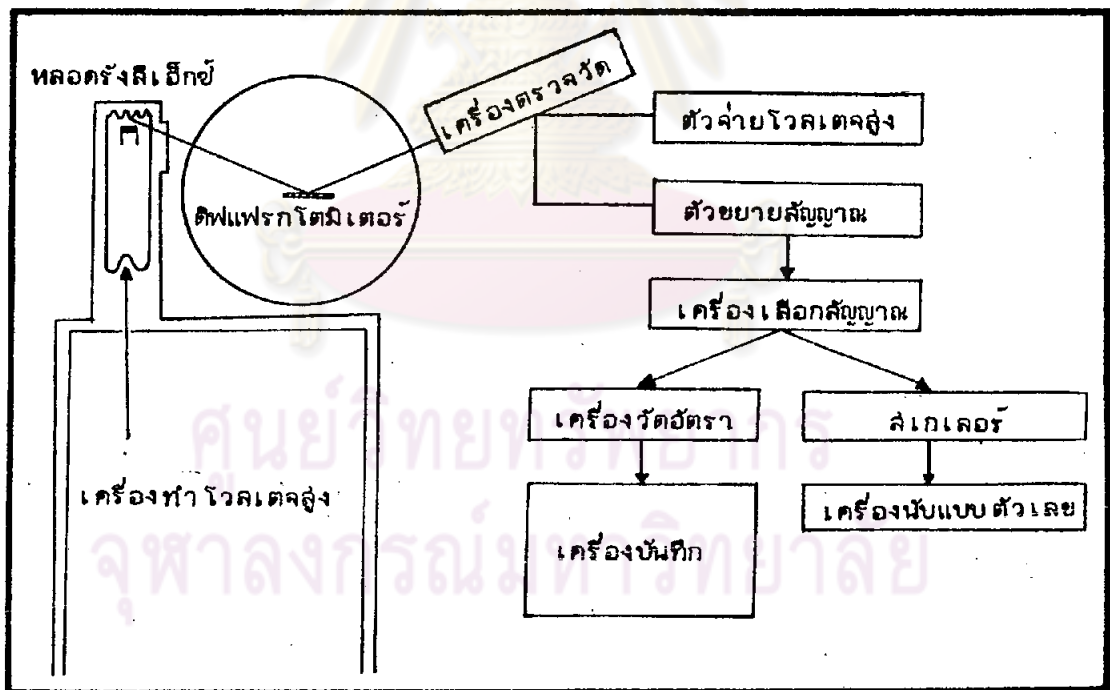 หลอดรังสีเอ็กซ์
เครื่องตรวจวัด
ตัวจ่ายโวลเตจสูง
ดิฟแฟรกโตมิเตอร์
ตัวขยายสัญญาณ
เครื่องเลือกสัญญาณ
เครื่องวัดอัตรา
สเกเลอร์
เครื่องทำโวลเตจสูง
เครื่องนับแบบตัวเลข
เครื่องบันทึก
ศูนย์วิทยทรัพยากร
จุฬาลงกรณ์มหาวิทยาลัย